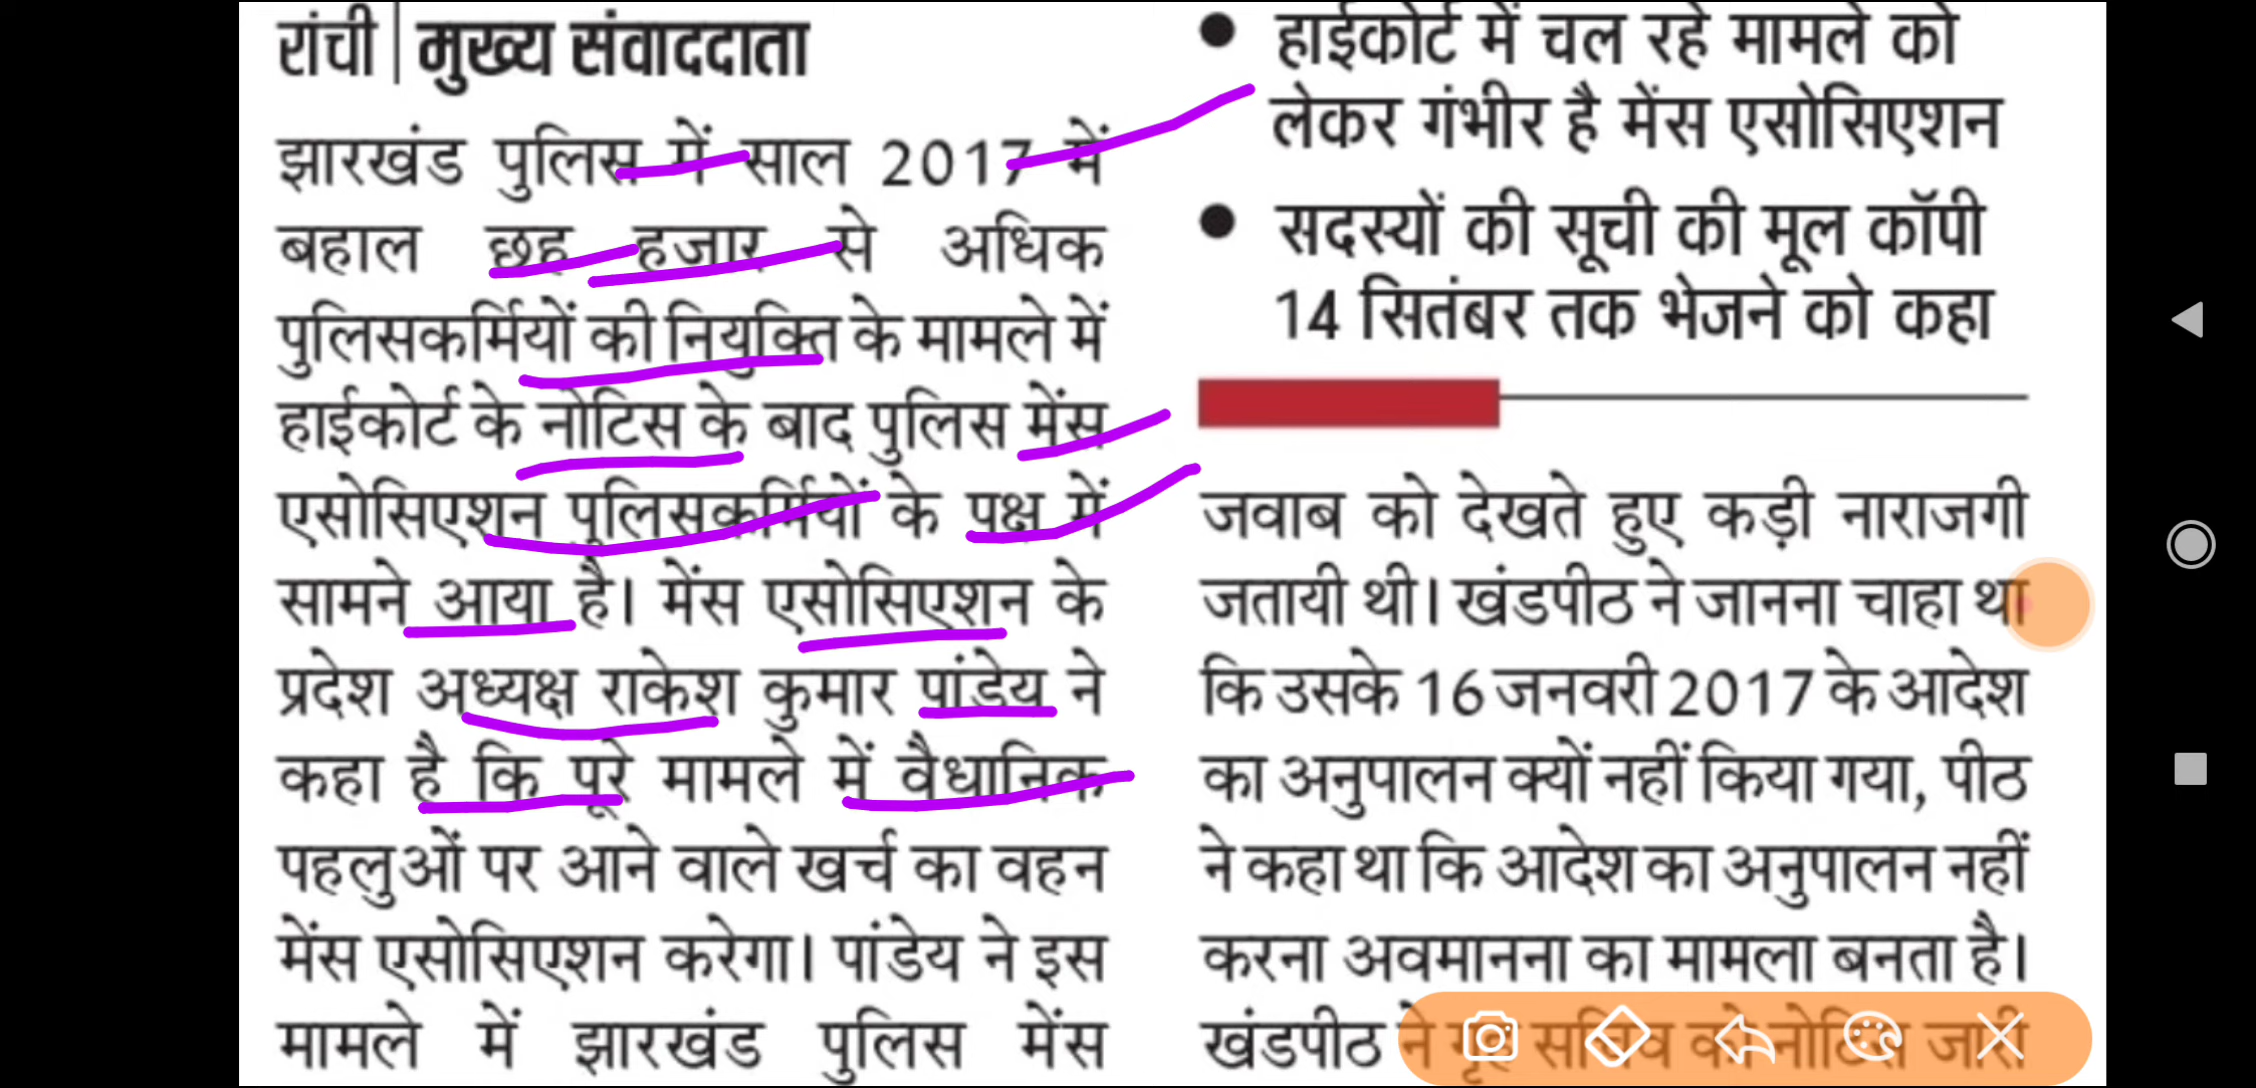 रांची | मुख्य संवाददाता
झारखंड पुलिस में साल 2017 में
बहाल छह हजार से अधिक
पुलिसकर्मियों की नियुक्ति के मामले में
हाईकोर्ट के नोटिस के बाद पुलिस मेंस
एसोसिएशन पुलिसकर्मियों के पक्ष में
सामने आया है। मेंस एसोसिएशन के
प्रदेश अध्यक्ष राकेश कुमार पांडेय ने
कहा है कि पूरे मामले में वैधानिक
पहलुओं पर आने वाले खर्च का वहन
मेंस एसोसिएशन करेगा। पांडेय ने इस
मामले में झारखंड पुलिस मेंस
● हाईकोर्ट में चल रहे मामले को
लेकर गंभीर है मेंस एसोसिएशन
● सदस्यों की सूची की मूल कॉपी
14 सितंबर तक भेजने को कहा
जवाब को देखते हुए कड़ी नाराजगी
जतायी थी। खंडपीठ ने जानना चाहा था
कि उसके 16 जनवरी 2017 के आदेश
का अनुपालन क्यों नहीं किया गया, पीठ
ने कहा था कि आदेश का अनुपालन नहीं
करना अवमानना का मामला बनता है।
खंडपीठ ने गृह सचिव को नोटिस जारी